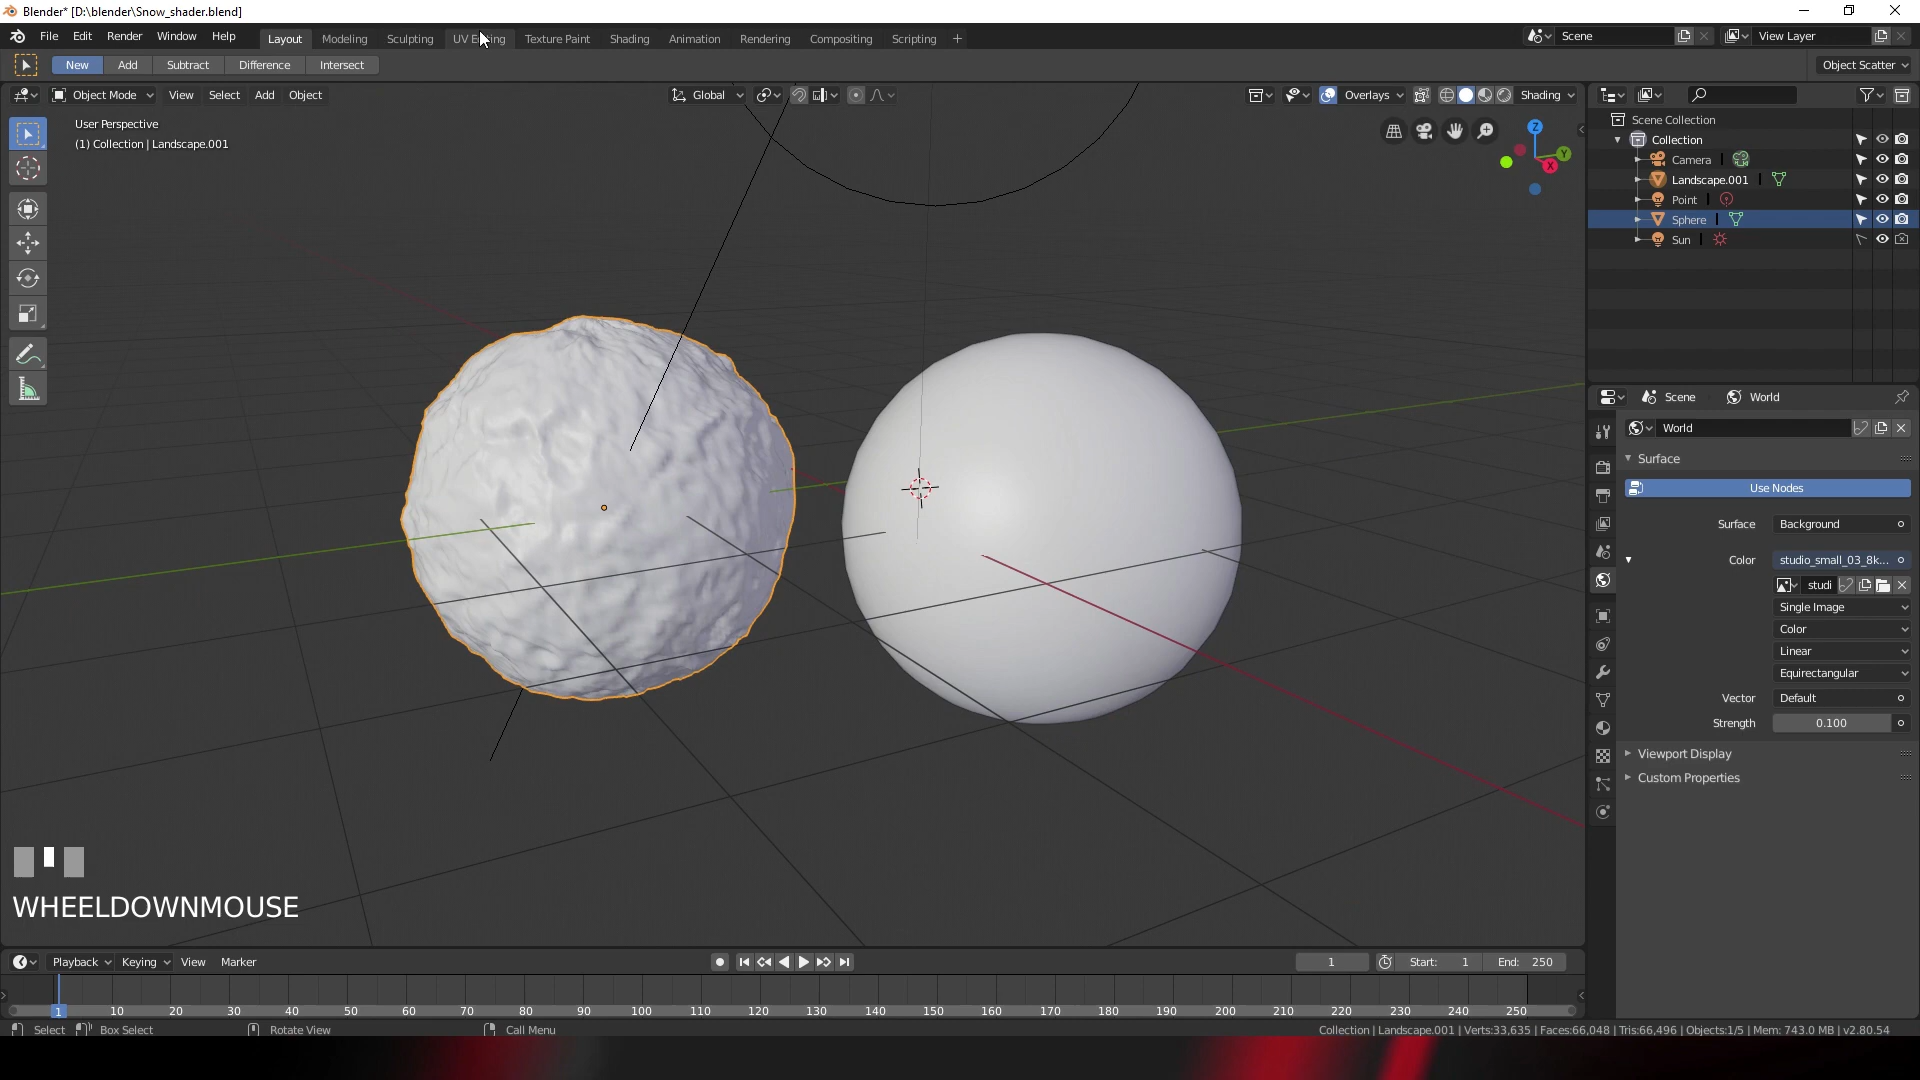 Blender* [D:\blender\Snow_shader.blend]
File Edit Render Window Help Layout Modeling Sculpting UV Editing Texture Paint Shading Animation Rendering Compositing Scripting + Scene View Layer
New Add Subtract Difference Intersect Object Scatter
Object Mode View Select Add Object Global Overlays Shading
User Perspective
(1) Collection | Landscape.001
Z
Y
X
Scene Collection
Collection
Camera
Landscape.001
Point
Sphere
Sun
Scene World
World
Surface
Use Nodes
Surface Background
Color studio_small_03_8k...
studi
Single Image
Color
Linear
Equirectangular
Vector Default
Strength 0.100
Viewport Display
Custom Properties
WHEELDOWNMOUSE
Playback Keying View Marker 1 Start: 1 End: 250
1 10 20 30 40 50 60 70 80 90 100 110 120 130 140 150 160 170 180 190 200 210 220 230 240 250
Select Box Select Rotate View Call Menu Collection | Landscape.001 | Verts:33,635 | Faces:66,048 | Tris:66,496 | Objects:1/5 | Mem: 743.0 MB | v2.80.54